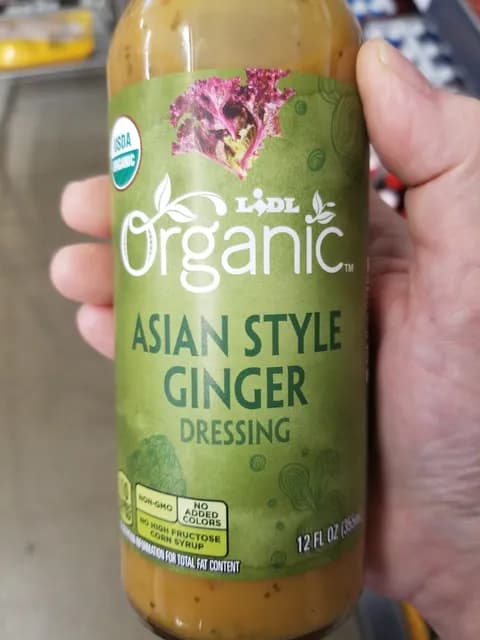 USDA
ORGANIC
LIDL
Organic™
ASIAN STYLE
GINGER
DRESSING
NON-GMO
NO
ADDED
COLORS
NO HIGH FRUCTOSE
CORN SYRUP
INFORMATION FOR TOTAL FAT CONTENT
12 FL OZ